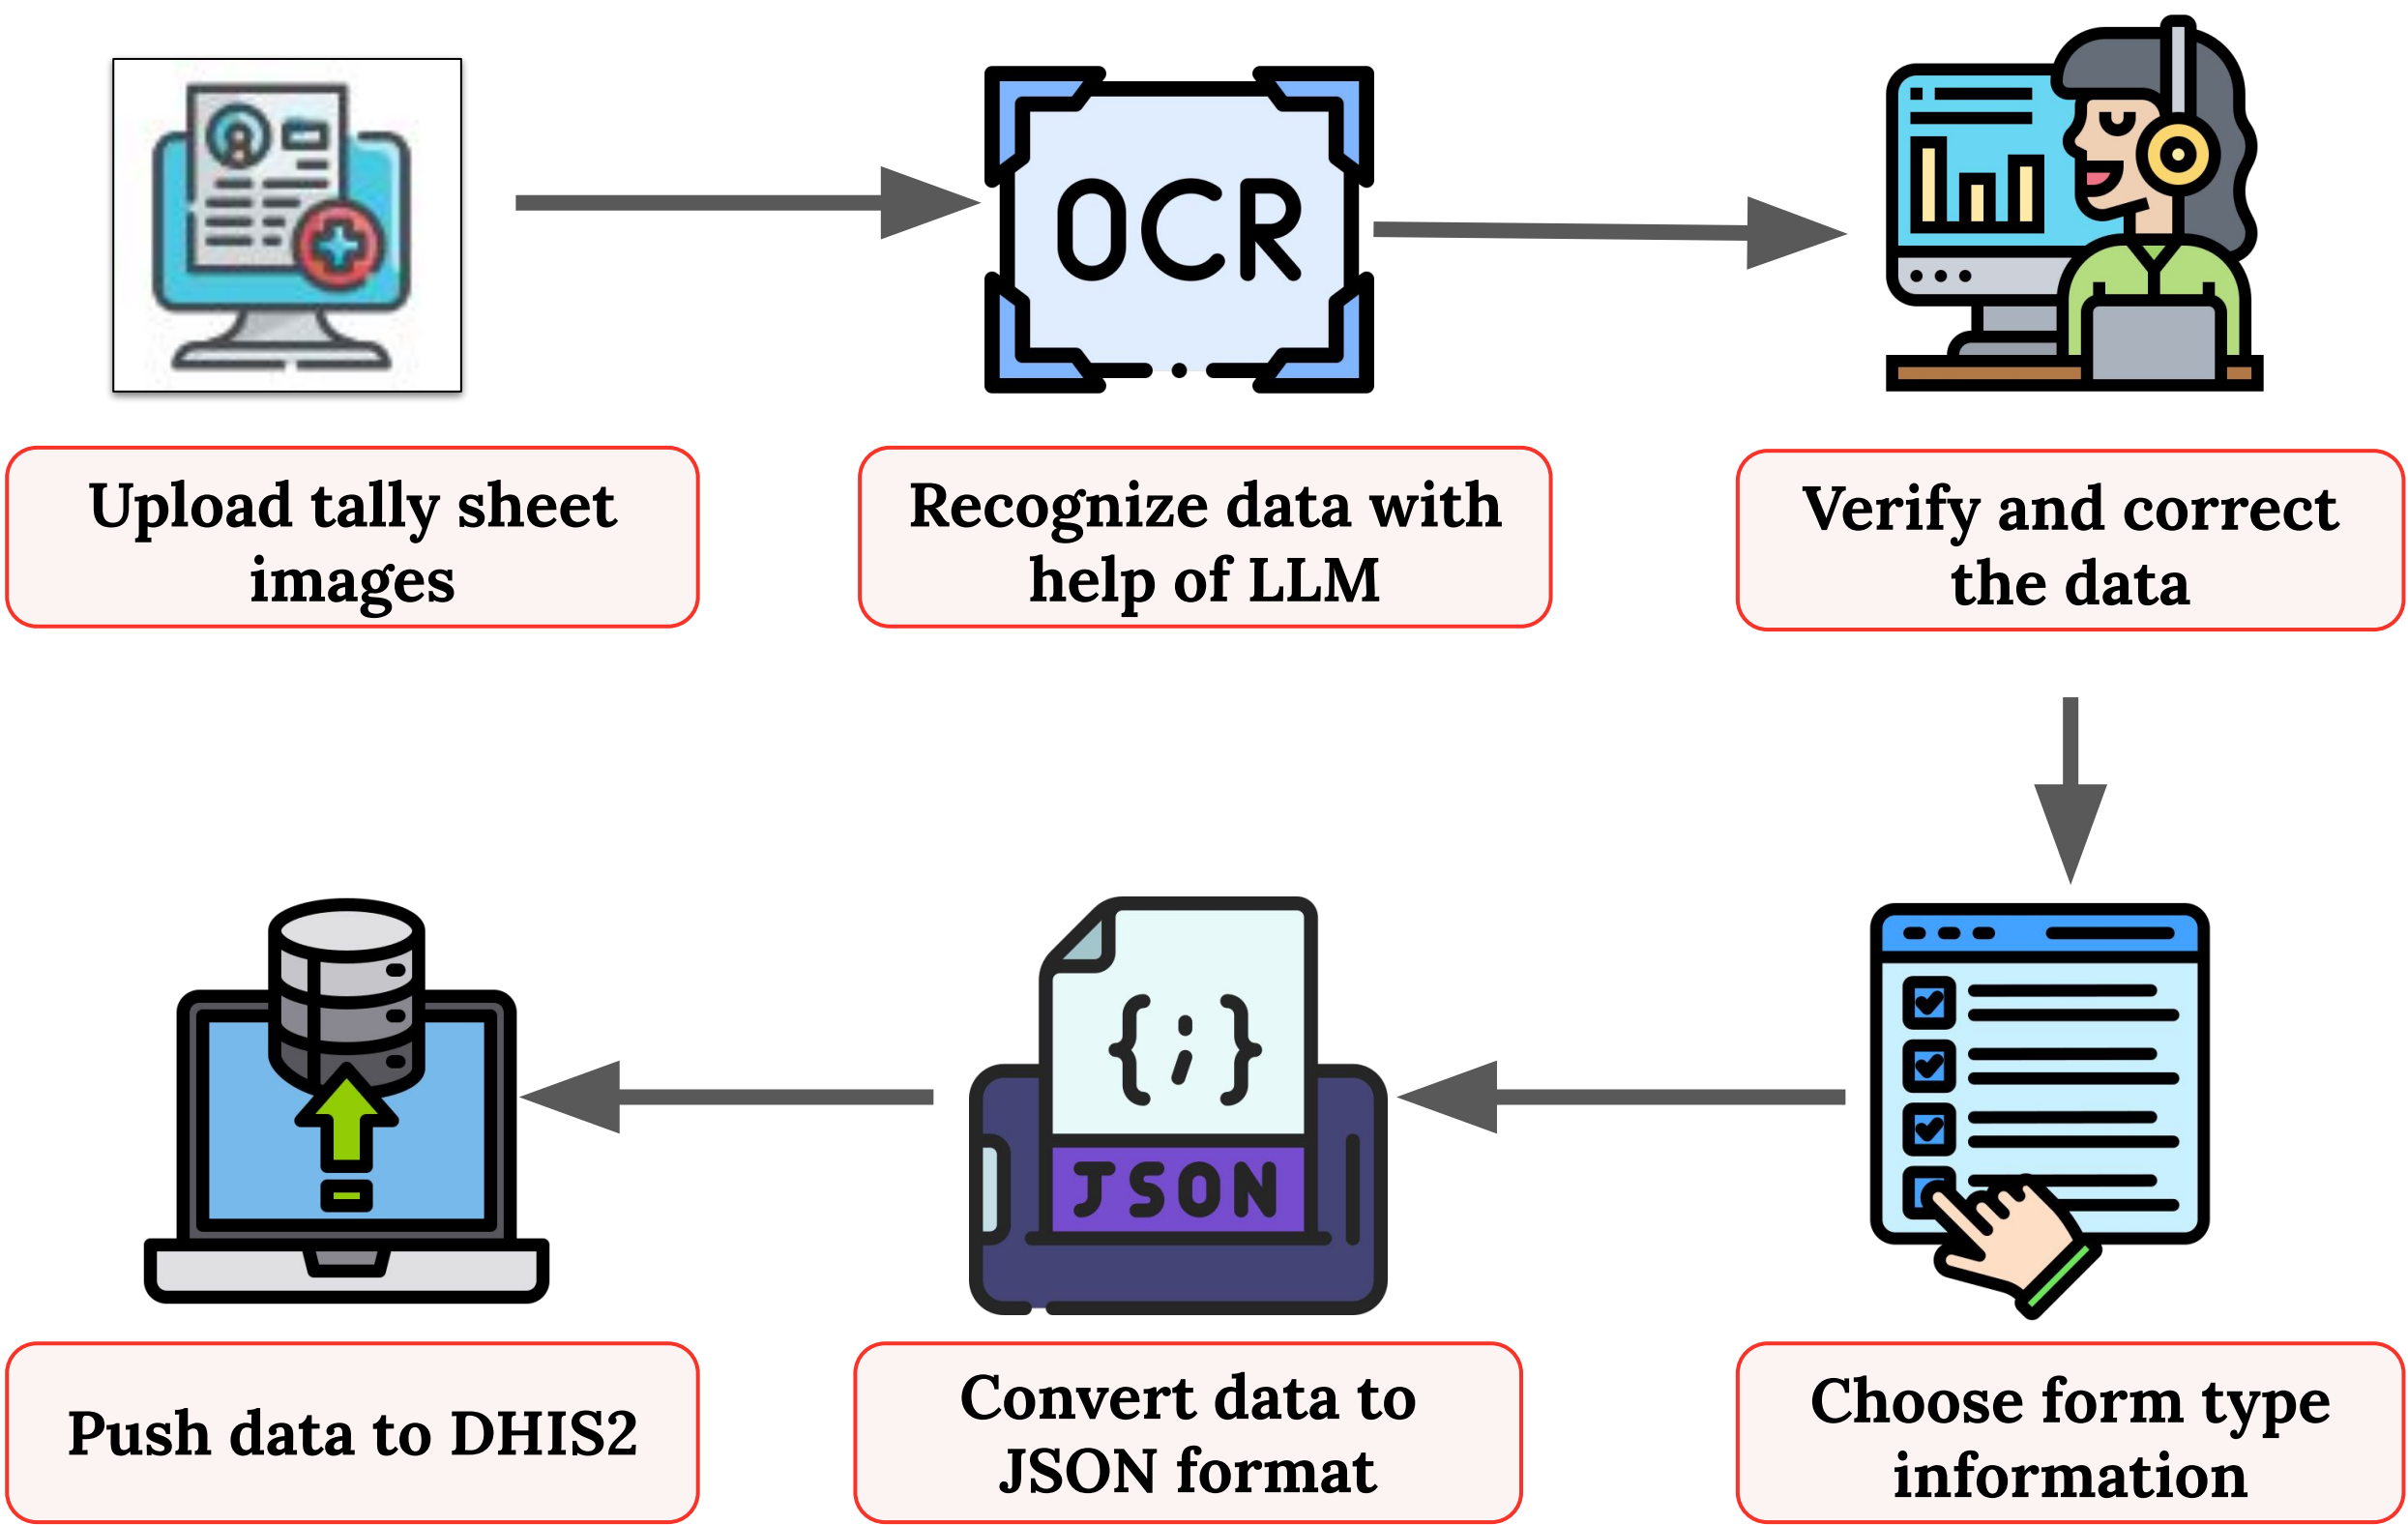 OCR
Upload tally sheet
images
Recognize data with
help of LLM
Verify and correct
the data
{;}
JSON
Push data to DHIS2
Convert data to
JSON format
Choose form type
information